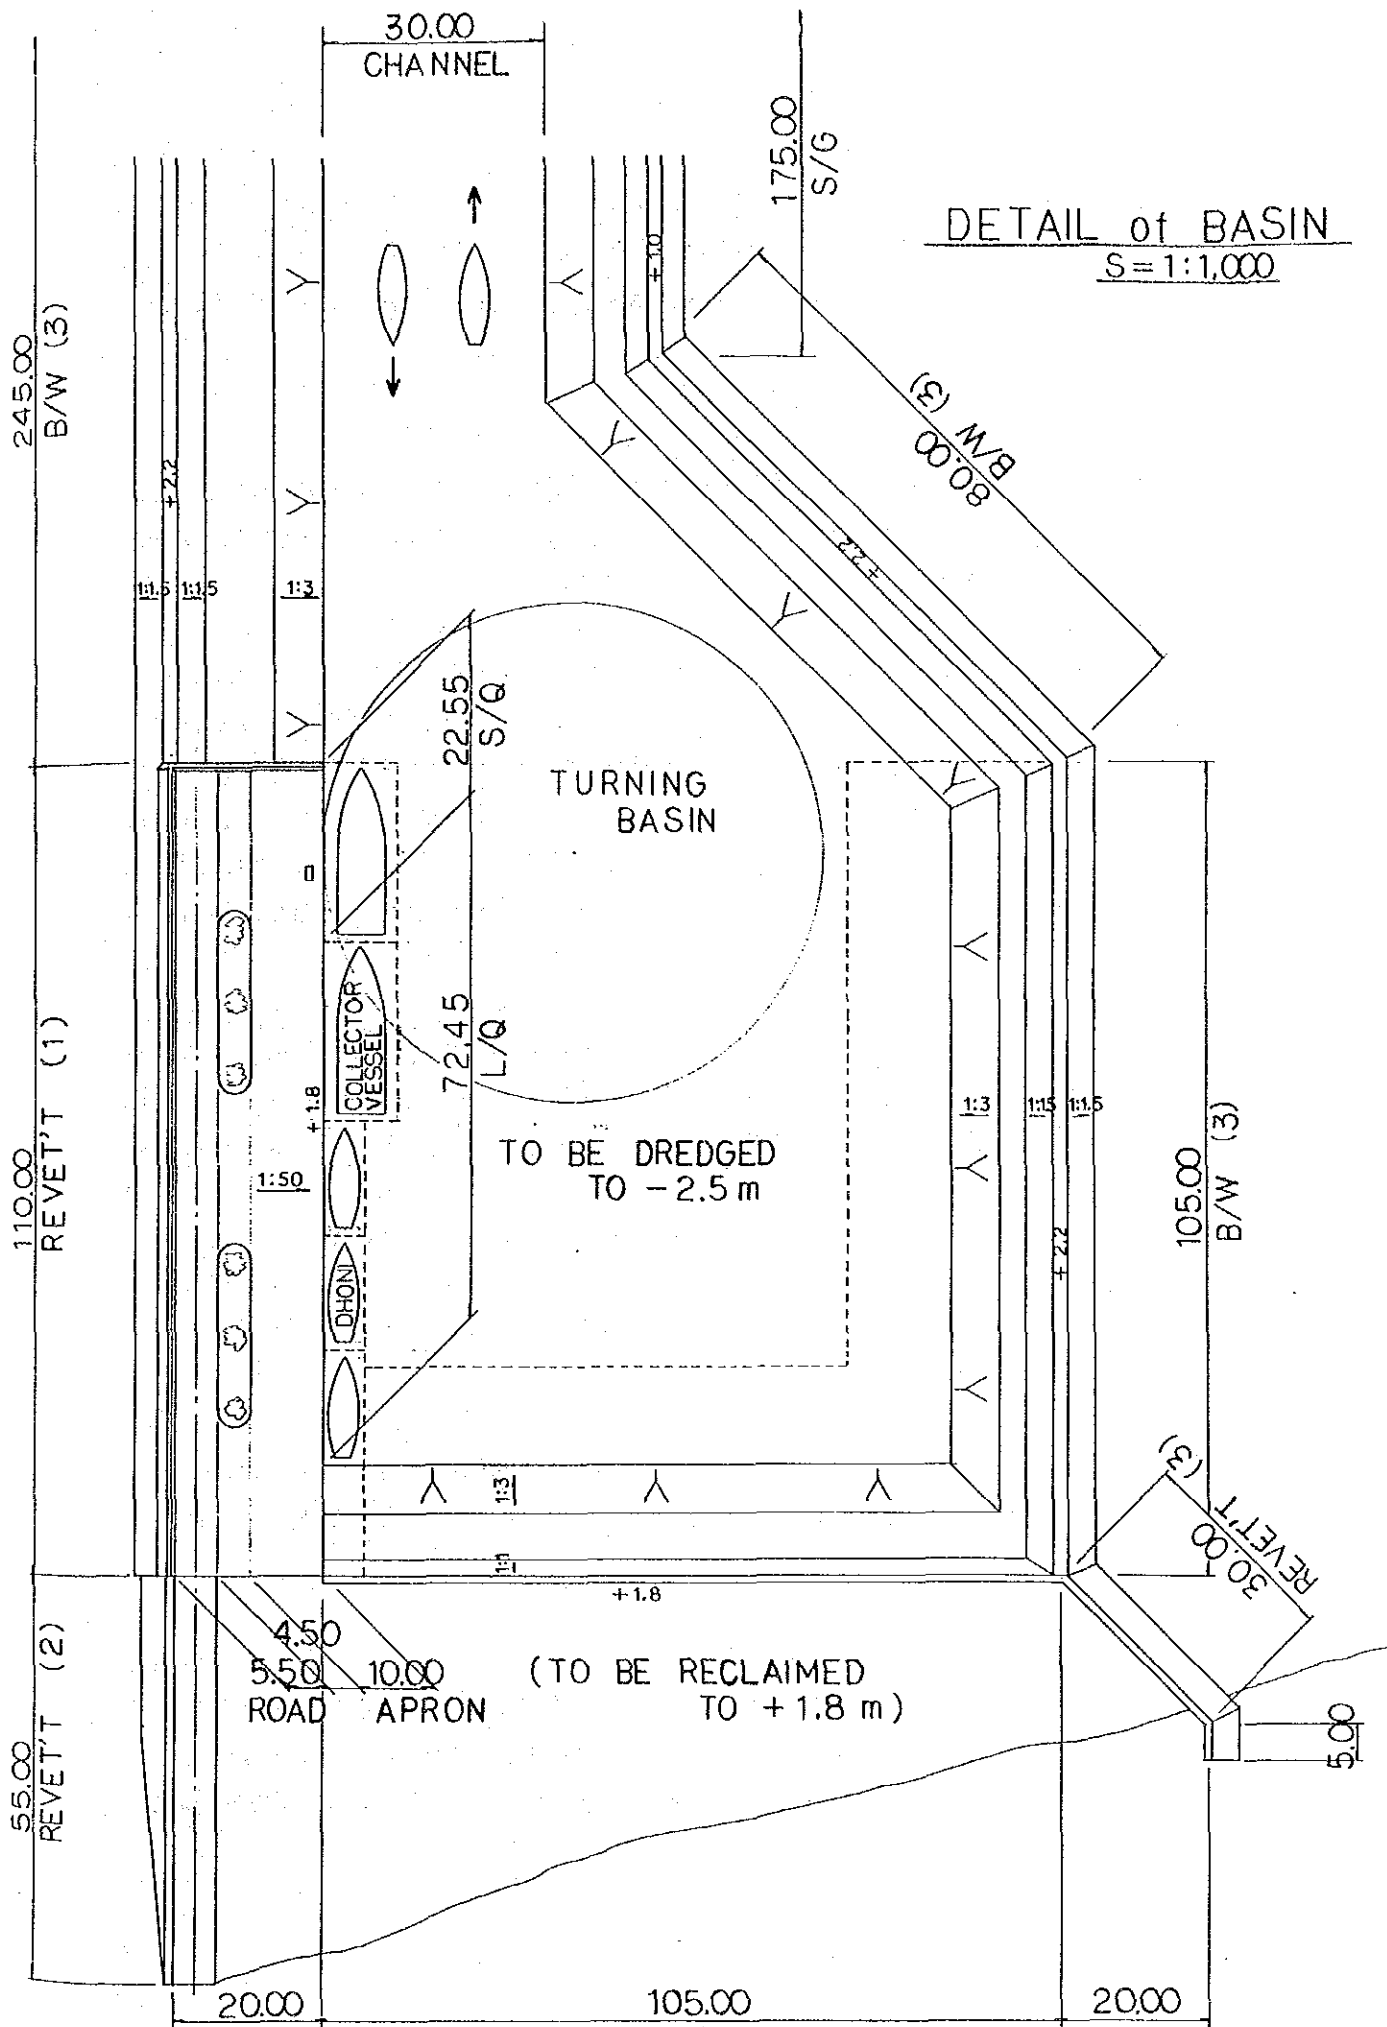 30.00
CHANNEL
175.00
S/G
DETAIL of BASIN
S=1:1,000
+1.0
245.00
B/W (3)
80.00
B/W (3)
+2.2
+2.2
1:1.5
1:1.5
1:3
22.55
S/Q
TURNING
BASIN
COLLECTOR
VESSEL
72.45
L/Q
+1.8
110.00
REVET'T (1)
1:50
TO BE DREDGED
TO -2.5 m
1:3
1:1.5
1:1.5
105.00
B/W (3)
+2.2
DHONI
1:3
1:1
+1.8
30.00
REVET'T (3)
4.50
5.50
10.00
ROAD
APRON
(TO BE RECLAIMED
TO +1.8 m)
55.00
REVET'T (2)
5.00
20.00
105.00
20.00